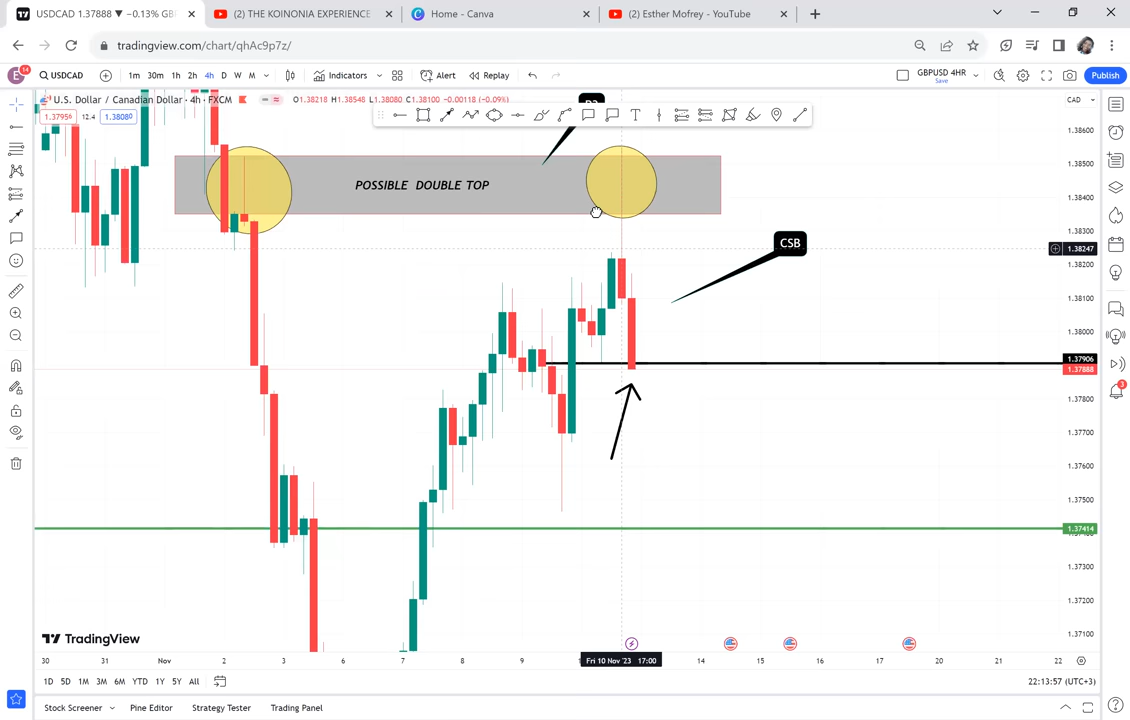 USDCAD 1.37888 ▼ −0.13% GBP
(2) THE KOINONIA EXPERIENCE
Home - Canva
(2) Esther Mofrey - YouTube
tradingview.com/chart/qhAc9p7z/
E 14 USDCAD 1m 30m 1h 2h 4h D W M Indicators Alert Replay GBPUSD 4HR Save Publish
U.S. Dollar / Canadian Dollar · 4h · FXCM O1.38218 H1.38548 L1.38080 C1.38100 −0.00118 (−0.09%) CAD
1.37956 12.4 1.38080
1.38600
1.38500
POSSIBLE DOUBLE TOP
1.38400
1.38300
CSB
1.38247
1.38200
1.38100
1.38000
1.37906
1.37888
3
1.37800
1.37700
1.37600
1.37500
1.37414
1.37200
1.37100
TradingView
30 31 Nov 2 3 6 7 8 9 Fri 10 Nov '23 17:00 14 15 16 17 20 21 22
1D 5D 1M 3M 6M YTD 1Y 5Y All 22:13:57 (UTC+3)
Stock Screener Pine Editor Strategy Tester Trading Panel